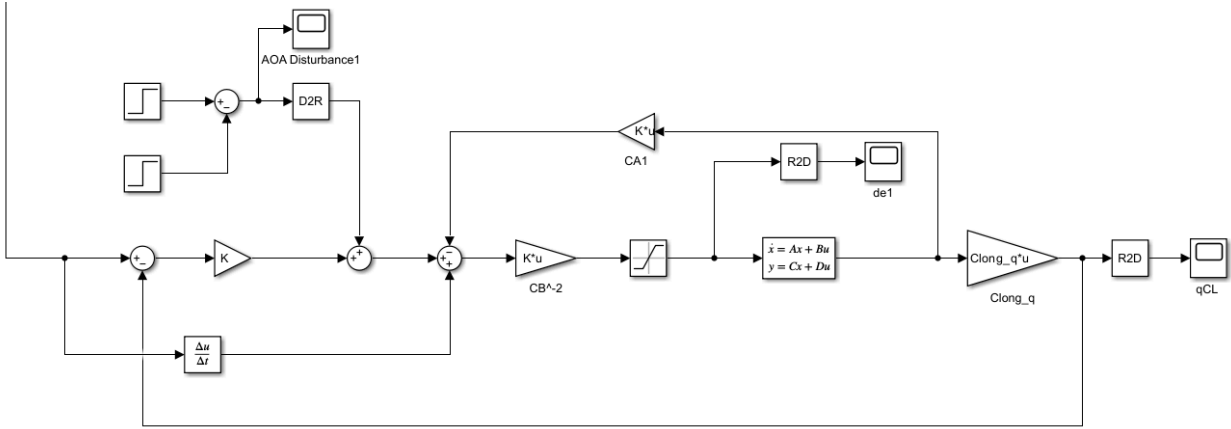 AOA Disturbance1
+
−
D2R
K*u
CA1
R2D
de1
+
−
K
+
+
−
+
+
K*u
CB^-2
ẋ = Ax + Bu
y = Cx + Du
Clong_q*u
Clong_q
R2D
qCL
Δu
Δt